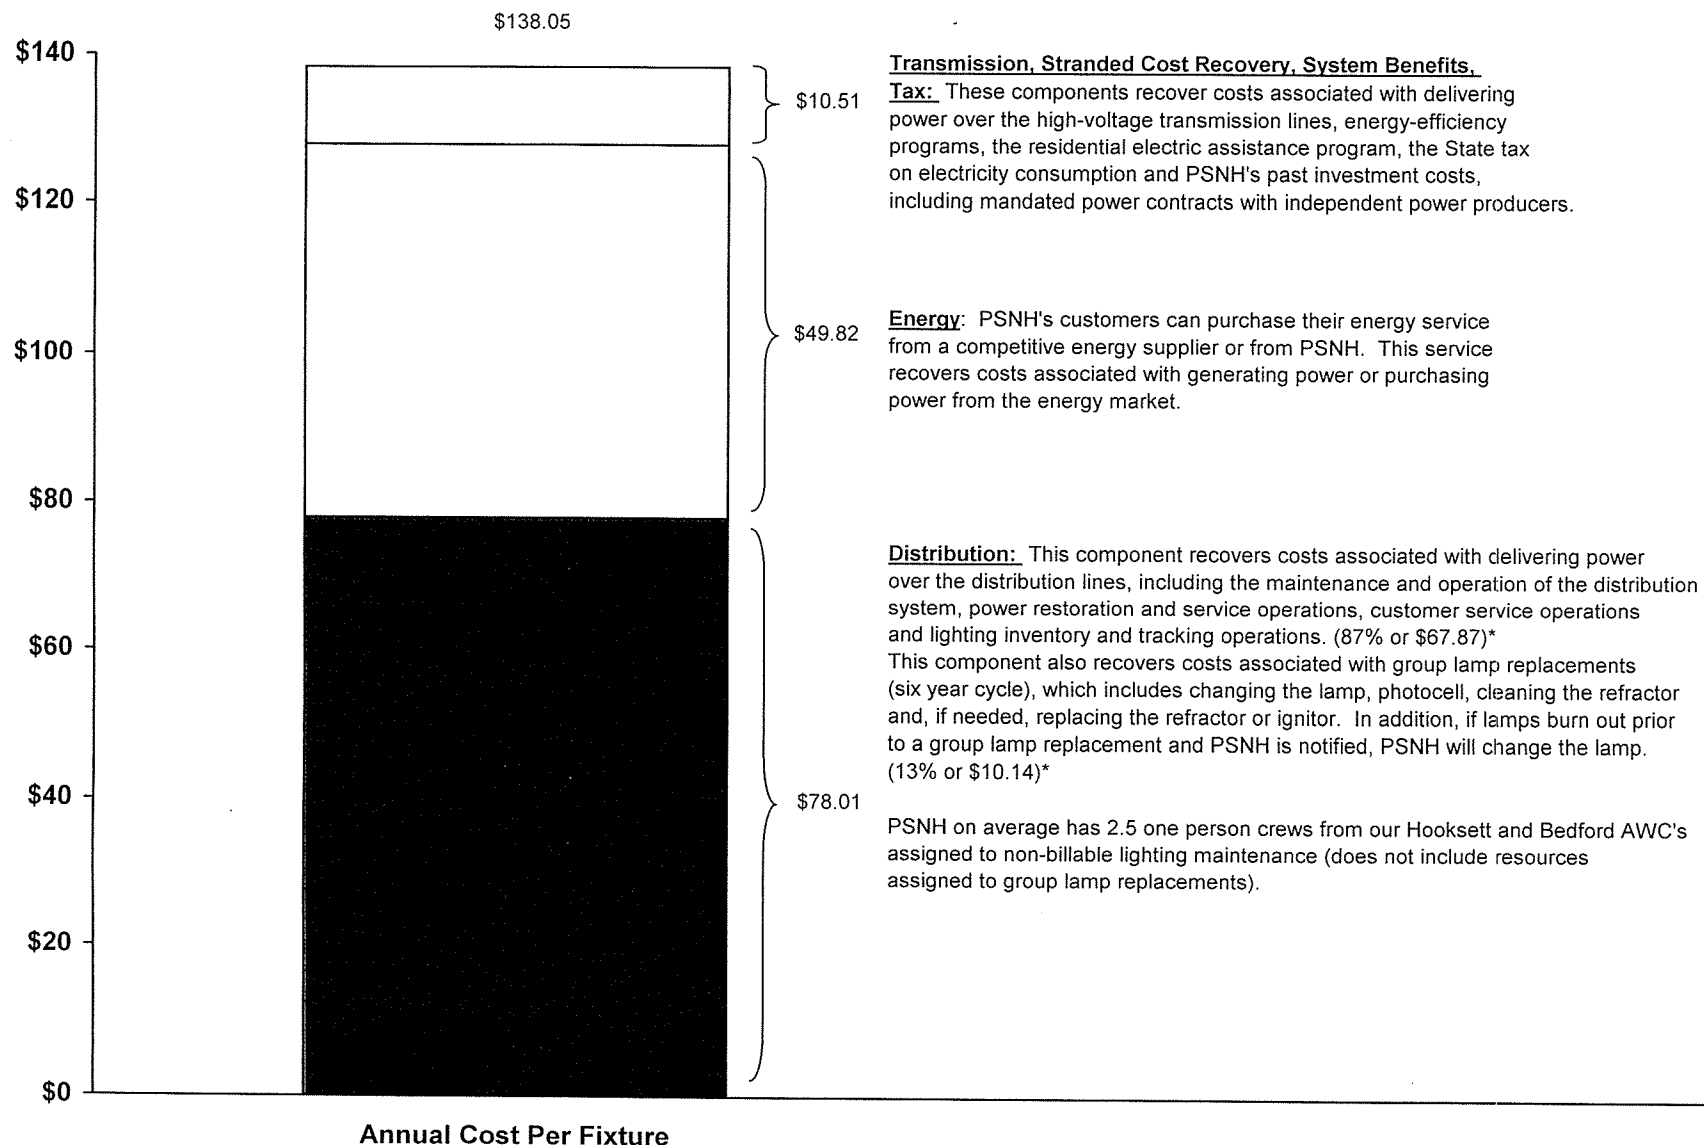 $138.05
$140
$120
$100
$80
$60
$40
$20
$0
$10.51
$49.82
$78.01
Transmission, Stranded Cost Recovery, System Benefits,
Tax: These components recover costs associated with delivering
power over the high-voltage transmission lines, energy-efficiency
programs, the residential electric assistance program, the State tax
on electricity consumption and PSNH's past investment costs,
including mandated power contracts with independent power producers.
Energy: PSNH's customers can purchase their energy service
from a competitive energy supplier or from PSNH. This service
recovers costs associated with generating power or purchasing
power from the energy market.
Distribution: This component recovers costs associated with delivering power
over the distribution lines, including the maintenance and operation of the distribution
system, power restoration and service operations, customer service operations
and lighting inventory and tracking operations. (87% or $67.87)*
This component also recovers costs associated with group lamp replacements
(six year cycle), which includes changing the lamp, photocell, cleaning the refractor
and, if needed, replacing the refractor or ignitor. In addition, if lamps burn out prior
to a group lamp replacement and PSNH is notified, PSNH will change the lamp.
(13% or $10.14)*
PSNH on average has 2.5 one person crews from our Hooksett and Bedford AWC's
assigned to non-billable lighting maintenance (does not include resources
assigned to group lamp replacements).
Annual Cost Per Fixture